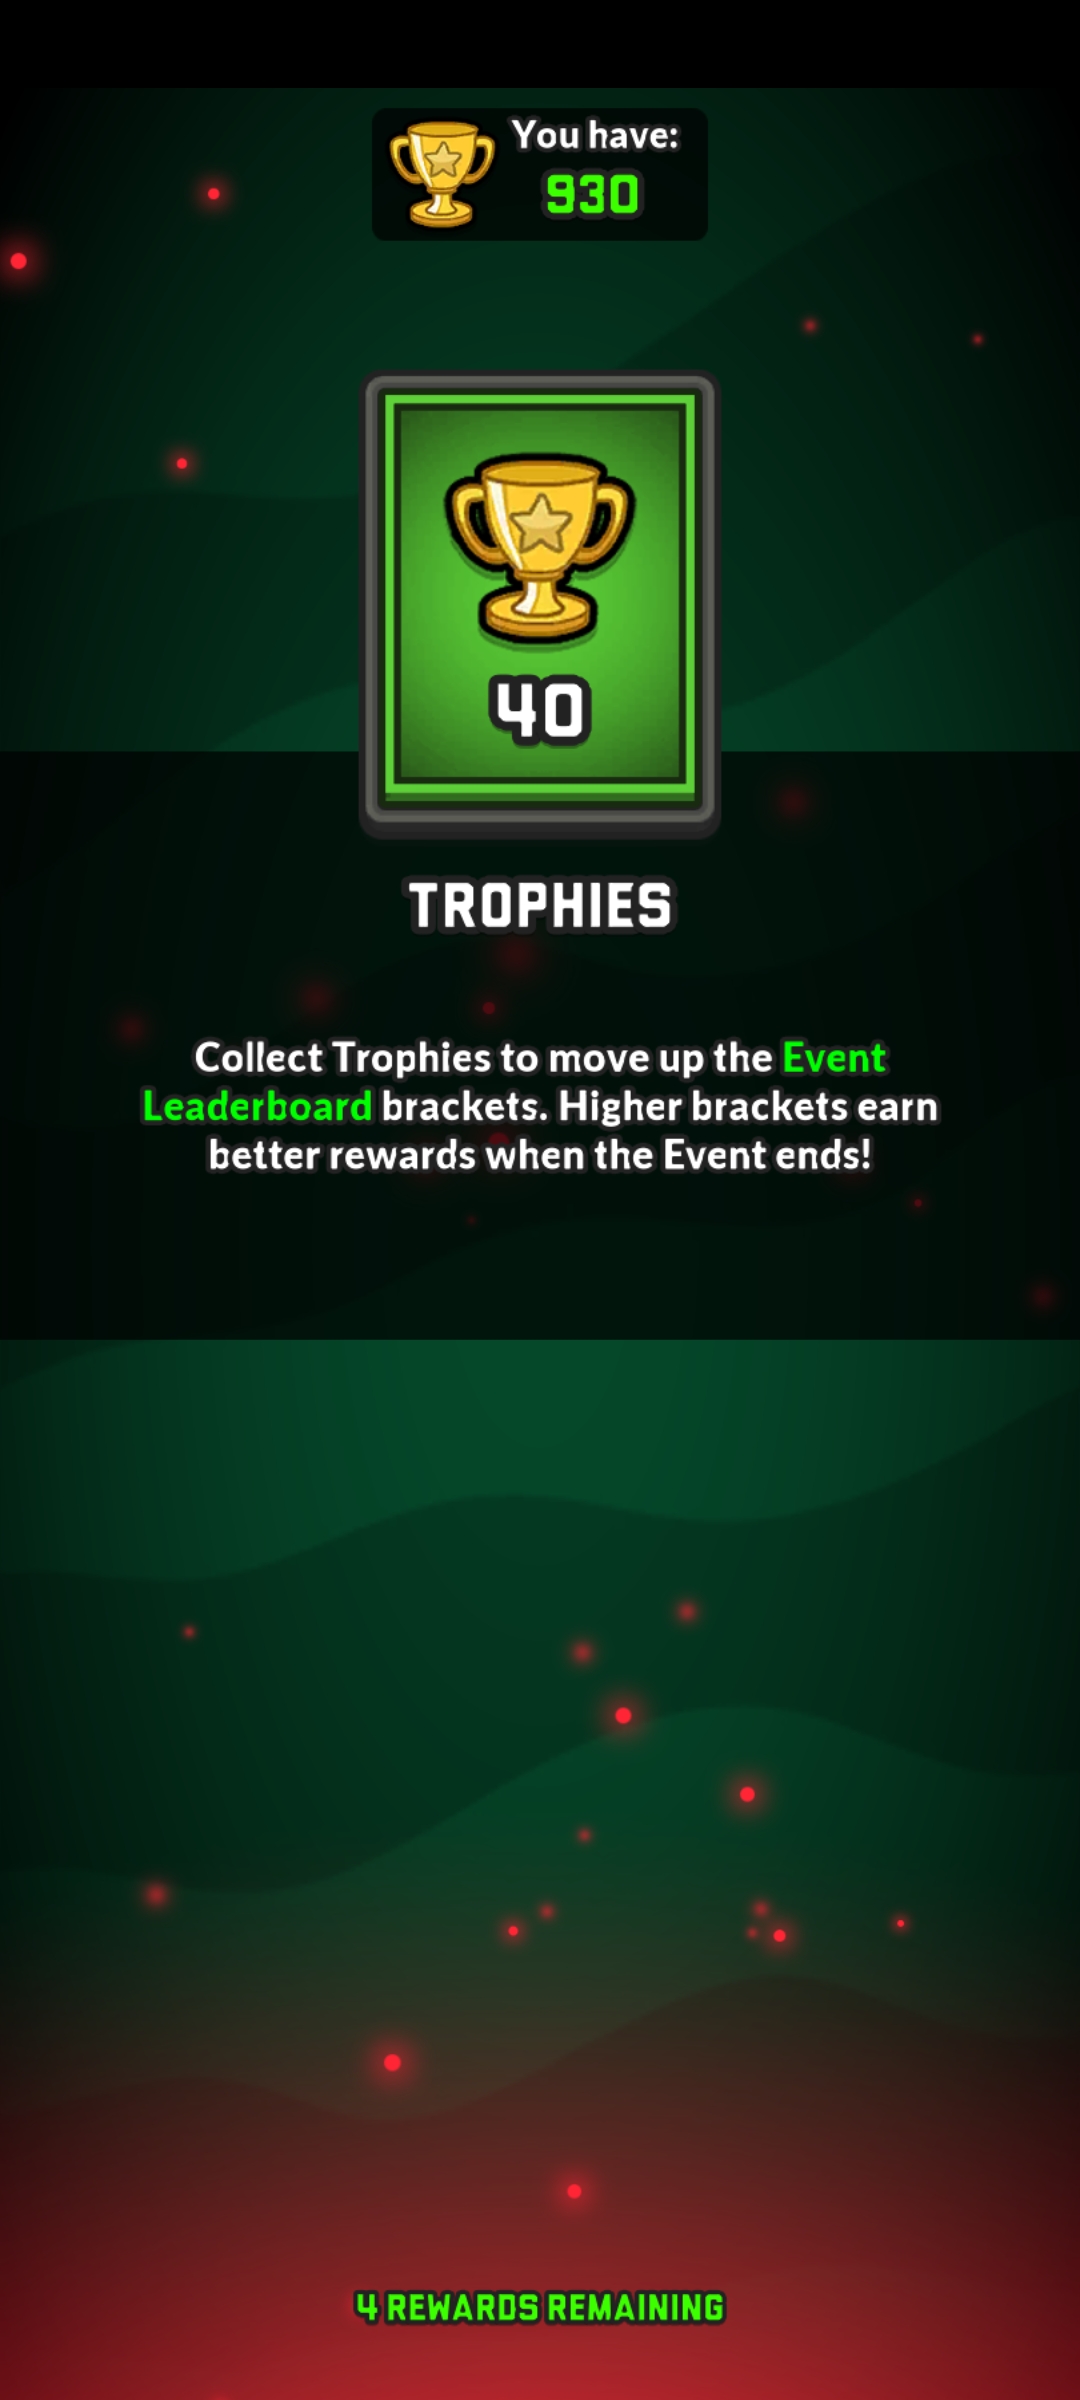 You have:
930
40
TROPHIES
Collect Trophies to move up the Event
Leaderboard brackets. Higher brackets earn
better rewards when the Event ends!
4 REWARDS REMAINING